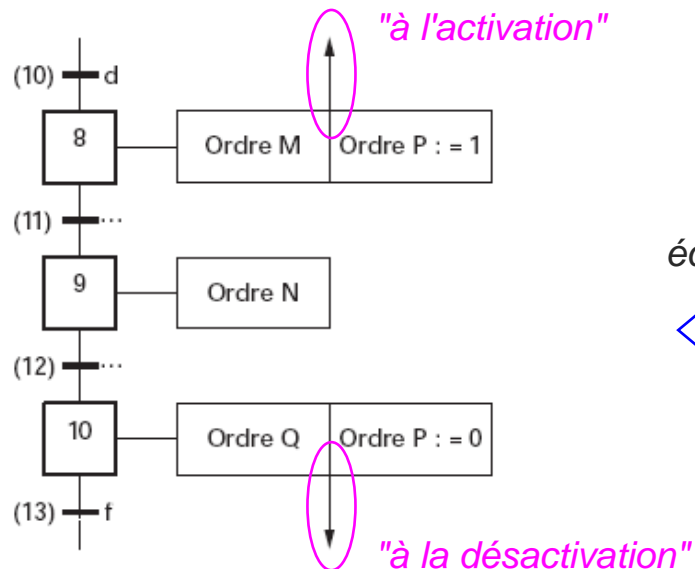 "à l'activation"
(10) d
8 Ordre M Ordre P : = 1
(11) ...
9 Ordre N
(12) ...
10 Ordre Q Ordre P : = 0
(13) f
"à la désactivation"